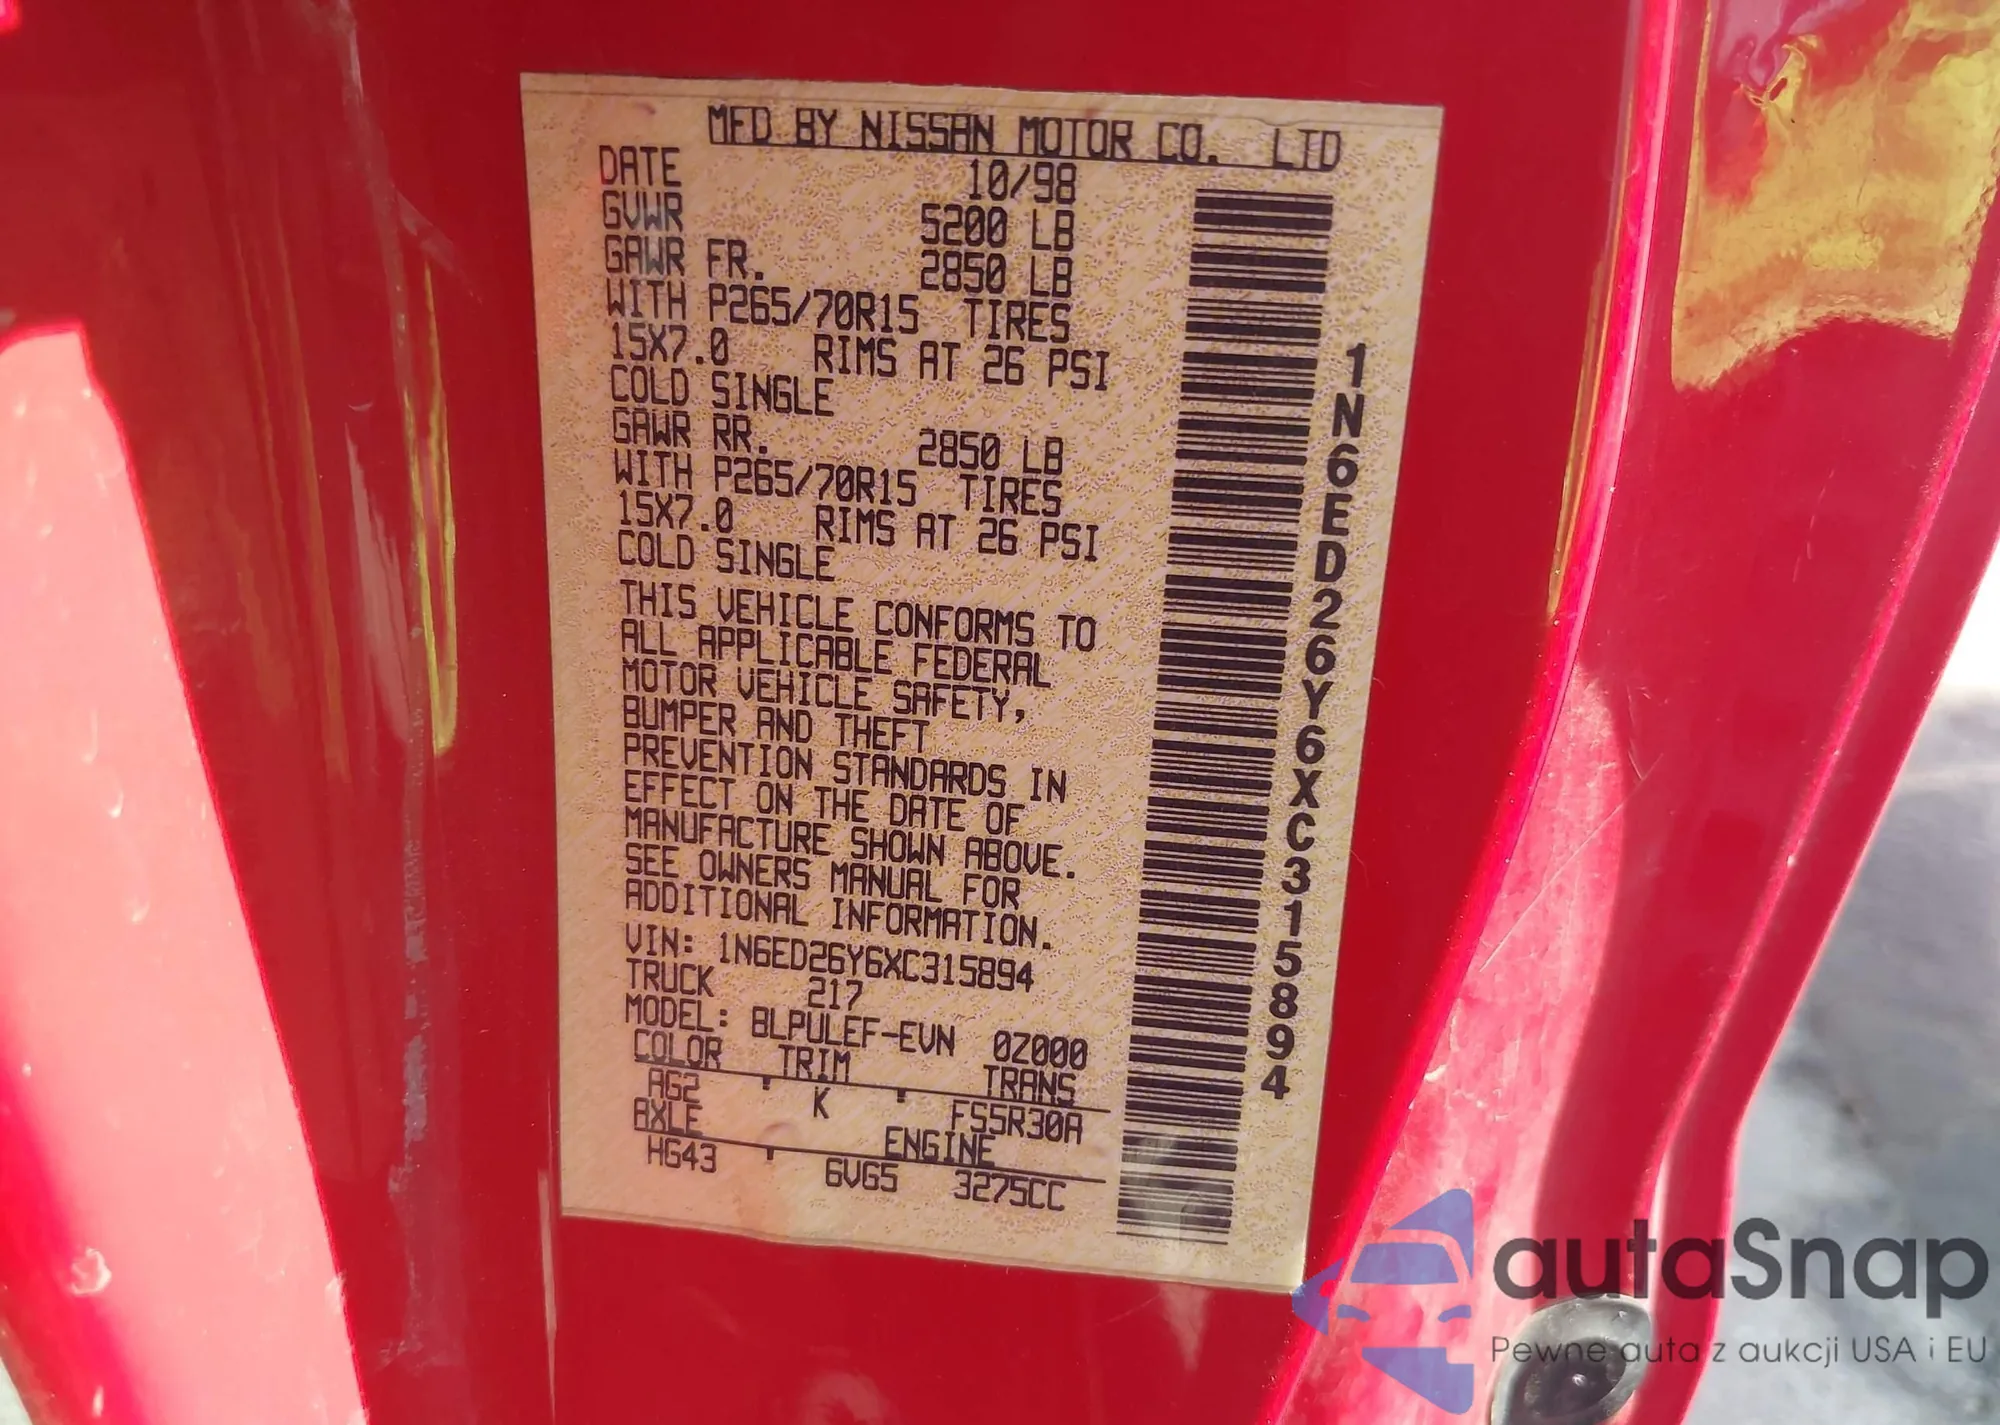 MFD BY NISSAN MOTOR CO. LTD
DATE 10/98
GVWR 5200 LB
GAWR FR. 2850 LB
WITH P265/70R15 TIRES
15X7.0 RIMS AT 26 PSI
COLD SINGLE
GAWR RR. 2850 LB
WITH P265/70R15 TIRES
15X7.0 RIMS AT 26 PSI
COLD SINGLE
THIS VEHICLE CONFORMS TO
ALL APPLICABLE FEDERAL
MOTOR VEHICLE SAFETY,
BUMPER AND THEFT
PREVENTION STANDARDS IN
EFFECT ON THE DATE OF
MANUFACTURE SHOWN ABOVE.
SEE OWNERS MANUAL FOR
ADDITIONAL INFORMATION.
VIN: 1N6ED26Y6XC315894
TRUCK 217
MODEL: BLPULEF-EVN 0Z000
COLOR TRIM TRANS
AG2 K FS5R30A
AXLE ENGINE
HG43 6VG5 3275CC
1N6ED26Y6XC315894
autaSnap
Pewne auta z aukcji USA i EU